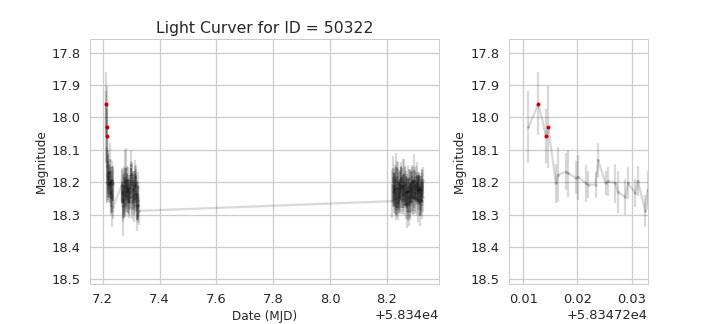 Light Curver for ID = 50322
17.8
17.9
18.0
18.1
18.2
18.3
18.4
18.5
Magnitude
7.2 7.4 7.6 7.8 8.0 8.2
Date (MJD)
+5.834e4
17.8
17.9
18.0
18.1
18.2
18.3
18.4
18.5
Magnitude
0.01 0.02 0.03
+5.83472e4